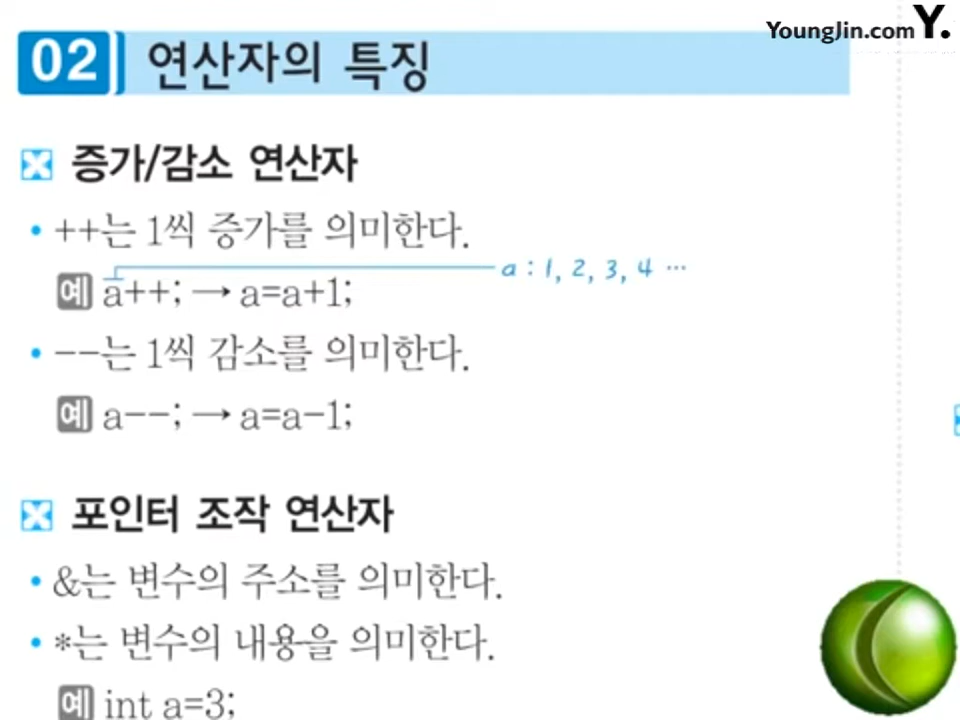 YoungJin.com Y.
02 연산자의 특징
증가/감소 연산자
• ++는 1씩 증가를 의미한다.
a : 1, 2, 3, 4 …
예 a++; → a=a+1;
• --는 1씩 감소를 의미한다.
예 a--; → a=a-1;
포인터 조작 연산자
• &는 변수의 주소를 의미한다.
• *는 변수의 내용을 의미한다.
예 int a=3;